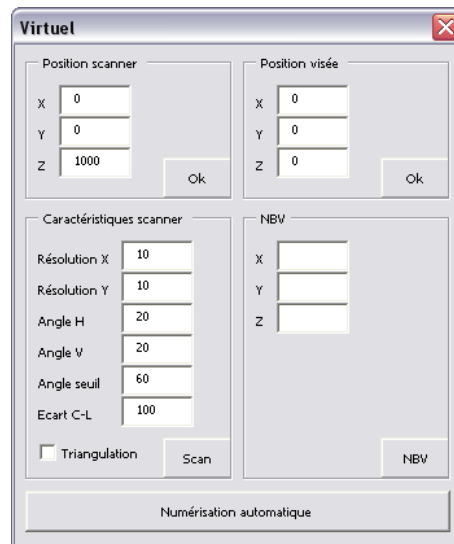 Virtuel
Position scanner
X 0
Y 0
Z 1000
Ok
Position visée
X 0
Y 0
Z 0
Ok
Caractéristiques scanner
Résolution X 10
Résolution Y 10
Angle H 20
Angle V 20
Angle seuil 60
Ecart C-L 100
Triangulation
Scan
NBV
X
Y
Z
NBV
Numérisation automatique